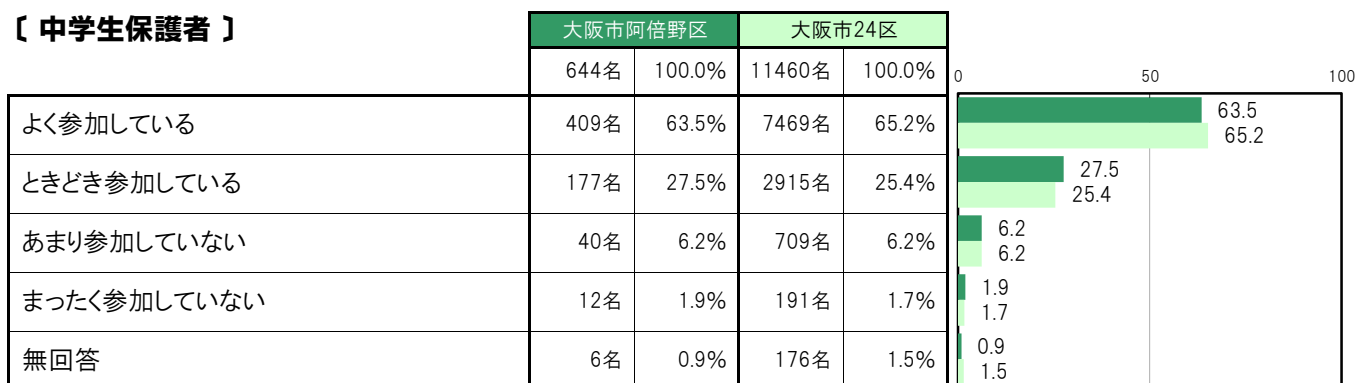 〔 中学生保護者 〕
大阪市阿倍野区 大阪市24区
644名 100.0% 11460名 100.0% 0 50 100
よく参加している 409名 63.5% 7469名 65.2% 63.5
65.2
ときどき参加している 177名 27.5% 2915名 25.4% 27.5
25.4
あまり参加していない 40名 6.2% 709名 6.2% 6.2
6.2
まったく参加していない 12名 1.9% 191名 1.7% 1.9
1.7
無回答 6名 0.9% 176名 1.5% 0.9
1.5